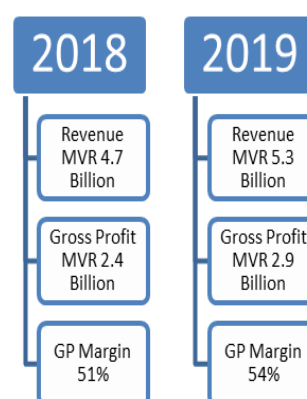 2018
Revenue
MVR 4.7
Billion
Gross Profit
MVR 2.4
Billion
GP Margin
51%
2019
Revenue
MVR 5.3
Billion
Gross Profit
MVR 2.9
Billion
GP Margin
54%